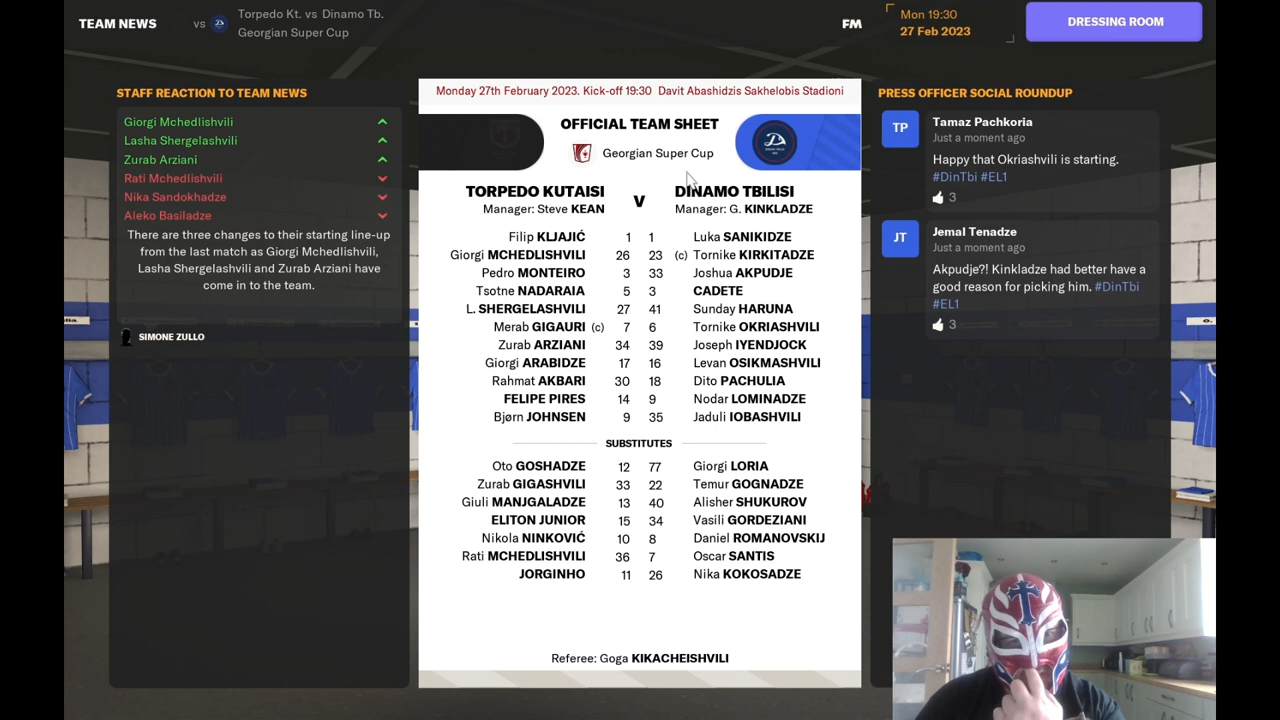 TEAM NEWS
vs
Torpedo Kt. vs Dinamo Tb.
Georgian Super Cup
FM
Mon 19:30
27 Feb 2023
DRESSING ROOM
STAFF REACTION TO TEAM NEWS
Giorgi Mchedlishvili
Lasha Shergelashvili
Zurab Arziani
Rati Mchedlishvili
Nika Sandokhadze
Aleko Basiladze
There are three changes to their starting line-up
from the last match as Giorgi Mchedlishvili,
Lasha Shergelashvili and Zurab Arziani have
come in to the team.
SIMONE ZULLO
Monday 27th February 2023. Kick-off 19:30 Davit Abashidzis Sakhelobis Stadioni
OFFICIAL TEAM SHEET
Georgian Super Cup
TORPEDO KUTAISI V DINAMO TBILISI
Manager: Steve KEAN Manager: G. KINKLADZE
Filip KLJAJIĆ 1 1 Luka SANIKIDZE
Giorgi MCHEDLISHVILI 26 23 (c) Tornike KIRKITADZE
Pedro MONTEIRO 3 33 Joshua AKPUDJE
Tsotne NADARAIA 5 3 CADETE
L. SHERGELASHVILI 27 41 Sunday HARUNA
Merab GIGAURI (c) 7 6 Tornike OKRIASHVILI
Zurab ARZIANI 34 39 Joseph IYENDJOCK
Giorgi ARABIDZE 17 16 Levan OSIKMASHVILI
Rahmat AKBARI 30 18 Dito PACHULIA
FELIPE PIRES 14 9 Nodar LOMINADZE
Bjørn JOHNSEN 9 35 Jaduli IOBASHVILI
SUBSTITUTES
Oto GOSHADZE 12 77 Giorgi LORIA
Zurab GIGASHVILI 33 22 Temur GOGNADZE
Giuli MANJGALADZE 13 40 Alisher SHUKUROV
ELITON JUNIOR 15 34 Vasili GORDEZIANI
Nikola NINKOVIĆ 10 8 Daniel ROMANOVSKIJ
Rati MCHEDLISHVILI 36 7 Oscar SANTIS
JORGINHO 11 26 Nika KOKOSADZE
Referee: Goga KIKACHEISHVILI
PRESS OFFICER SOCIAL ROUNDUP
TP
Tamaz Pachkoria
Just a moment ago
Happy that Okriashvili is starting.
#DinTbi #EL1
3
JT
Jemal Tenadze
Just a moment ago
Akpudje?! Kinkladze had better have a
good reason for picking him. #DinTbi
#EL1
3